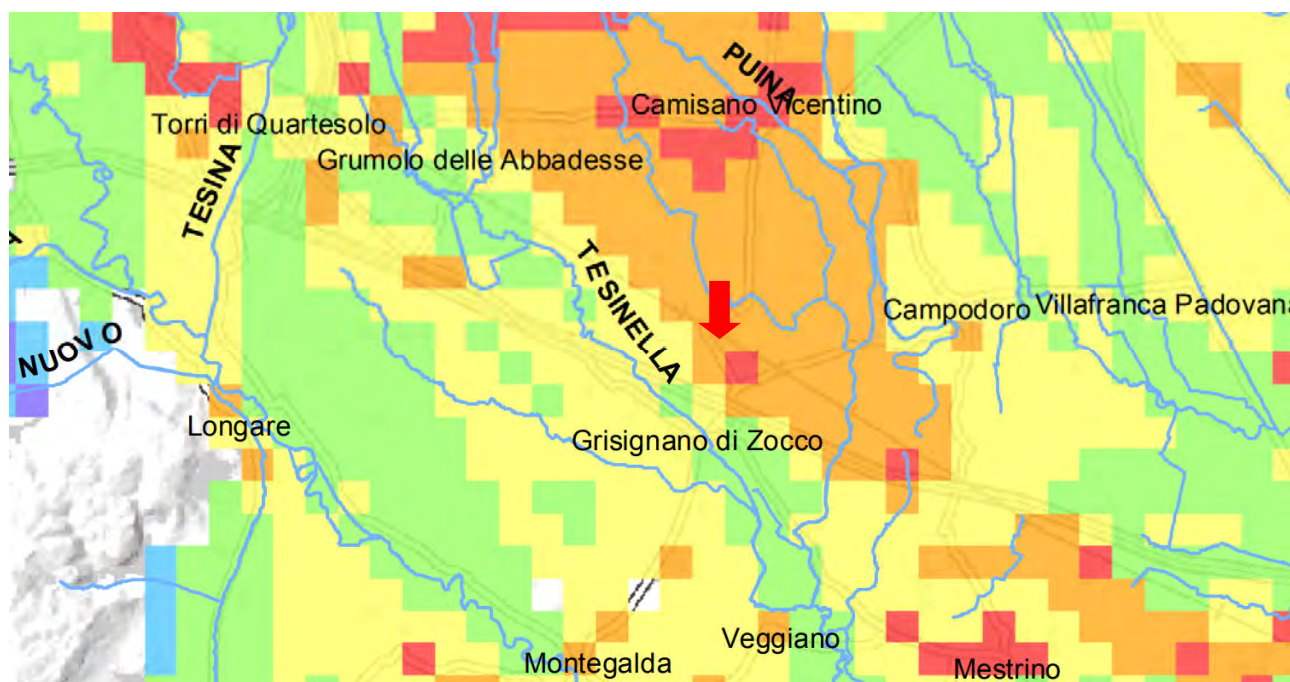 PUINA
Camisano Vicentino
Torri di Quartesolo
Grumolo delle Abbadesse
TESINA
TESINELLA
Campodoro
Villafranca Padovana
NUOVO
Longare
Grisignano di Zocco
Veggiano
Montegalda
Mestrino